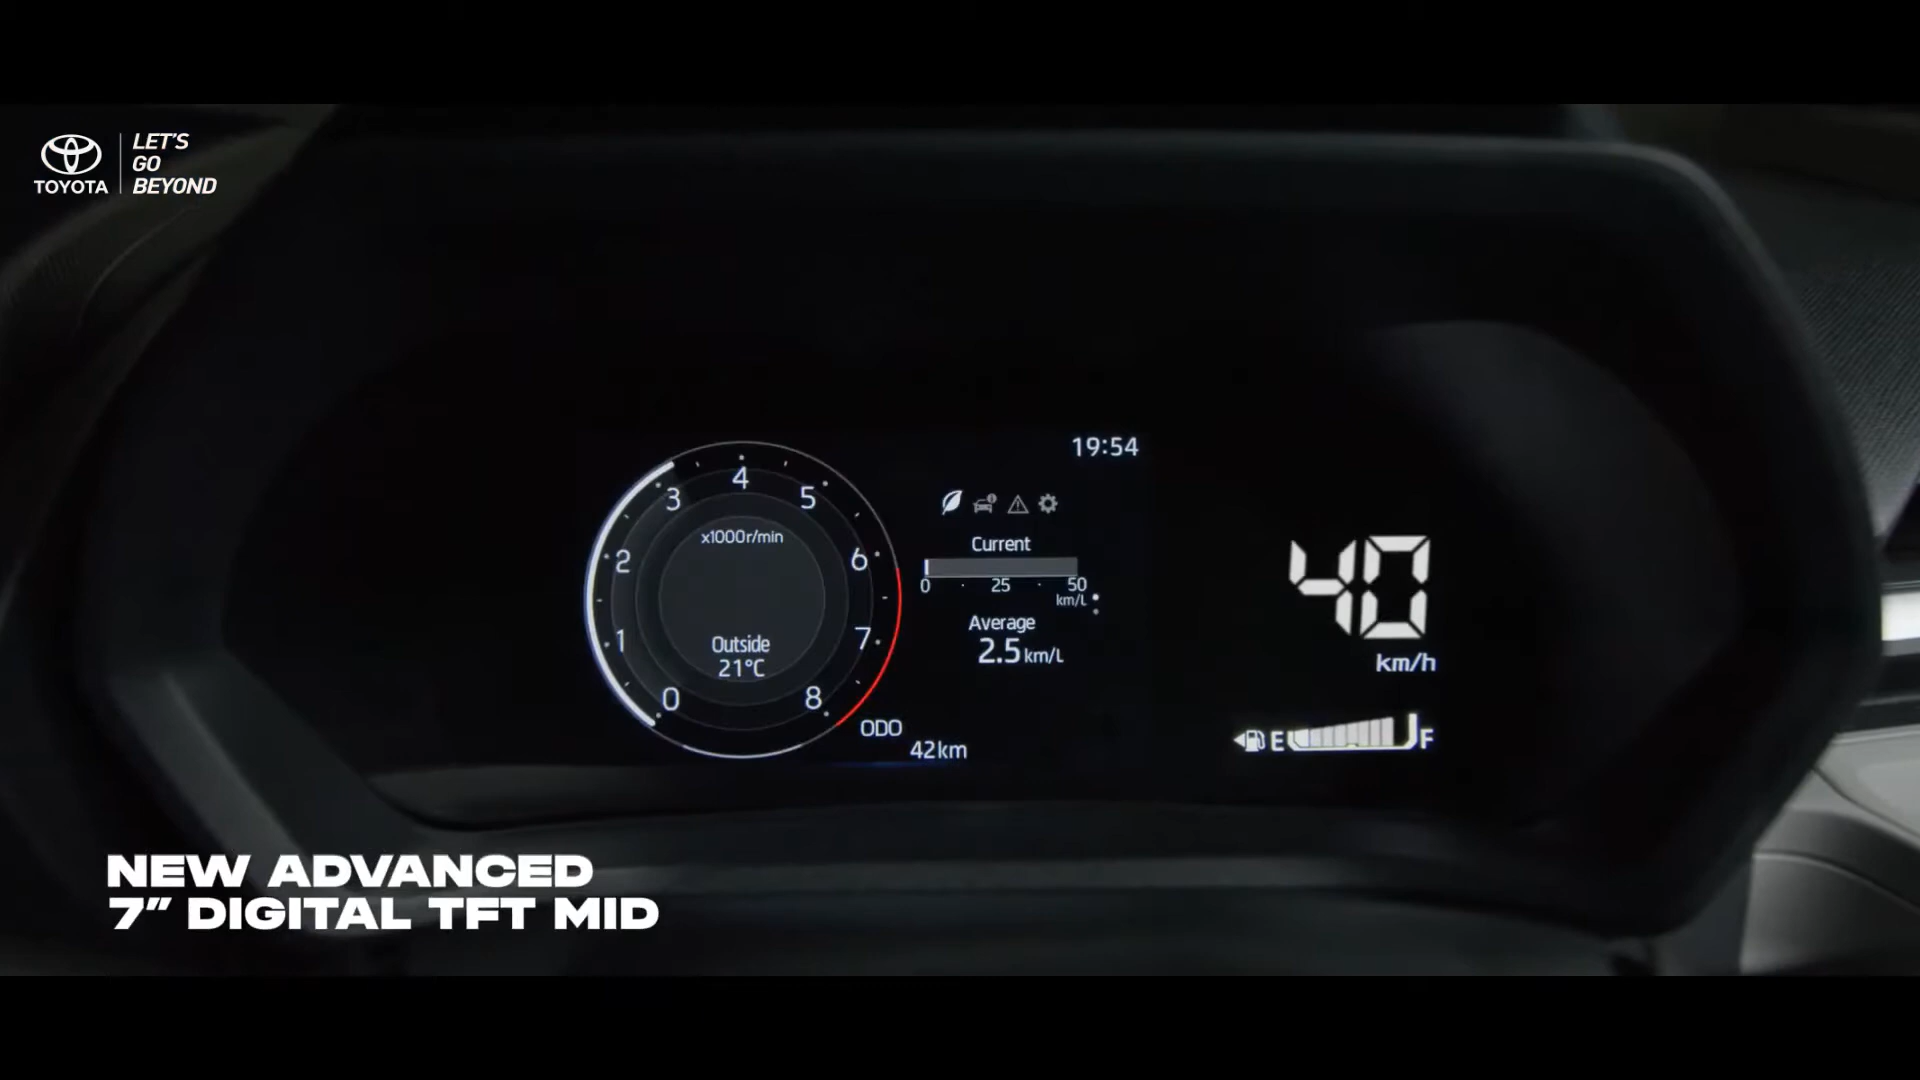 TOYOTA
LET'S
GO
BEYOND
19:54
4
3
5
x1000r/min
2
6
1
7
Outside
21°C
0
8
ODO
42km
Current
0 · 25 · 50
km/L
Average
2.5 km/L
40
km/h
E F
NEW ADVANCED
7" DIGITAL TFT MID